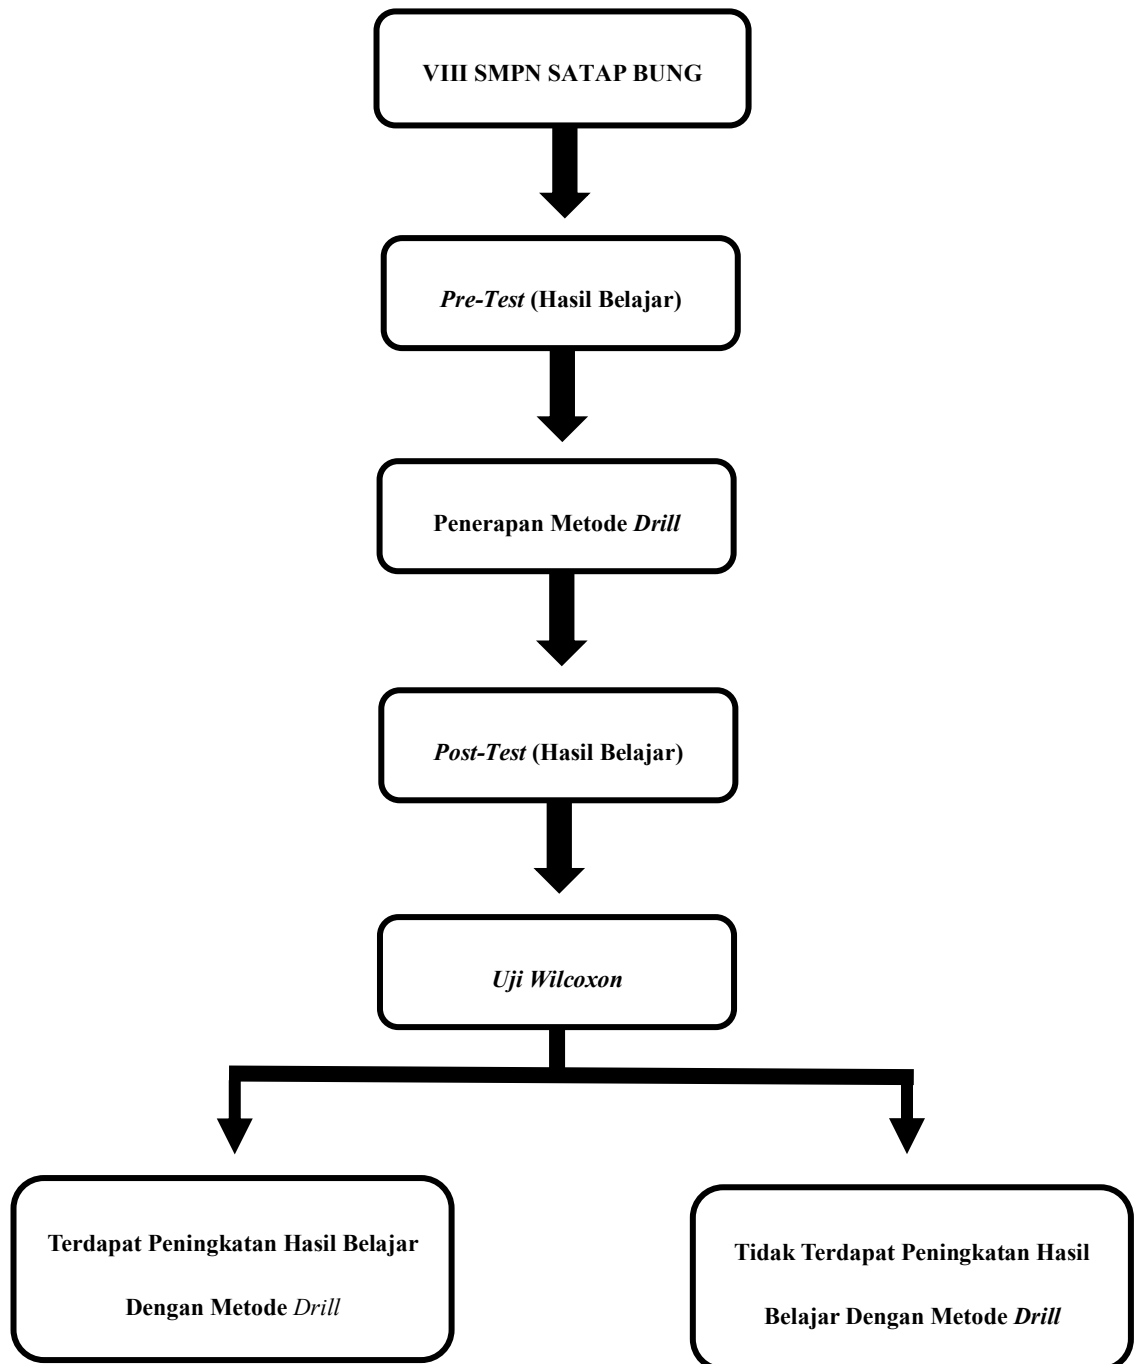 VIII SMPN SATAP BUNG
Pre-Test (Hasil Belajar)
Penerapan Metode Drill
Post-Test (Hasil Belajar)
Uji Wilcoxon
Terdapat Peningkatan Hasil Belajar
Dengan Metode Drill
Tidak Terdapat Peningkatan Hasil
Belajar Dengan Metode Drill